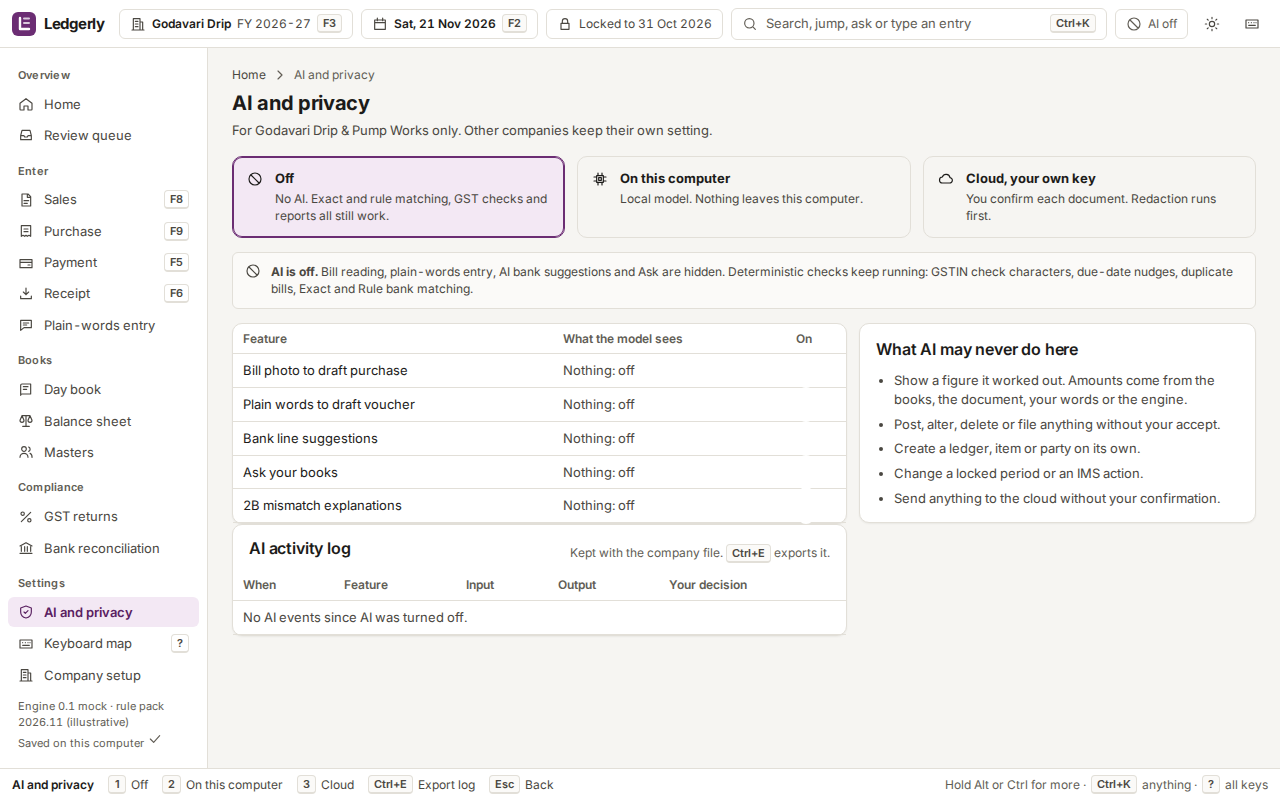 Ledgerly
Godavari Drip FY 2026-27 F3
Sat, 21 Nov 2026 F2
Locked to 31 Oct 2026
Search, jump, ask or type an entry Ctrl+K
AI off
Overview
Home
Review queue
Enter
Sales F8
Purchase F9
Payment F5
Receipt F6
Plain-words entry
Books
Day book
Balance sheet
Masters
Compliance
GST returns
Bank reconciliation
Settings
AI and privacy
Keyboard map ?
Company setup
Engine 0.1 mock · rule pack
2026.11 (illustrative)
Saved on this computer
Home > AI and privacy
AI and privacy
For Godavari Drip & Pump Works only. Other companies keep their own setting.
Off
No AI. Exact and rule matching, GST checks and
reports all still work.
On this computer
Local model. Nothing leaves this computer.
Cloud, your own key
You confirm each document. Redaction runs
first.
AI is off. Bill reading, plain-words entry, AI bank suggestions and Ask are hidden. Deterministic checks keep running: GSTIN check characters, due-date nudges, duplicate
bills, Exact and Rule bank matching.
Feature What the model sees On
Bill photo to draft purchase Nothing: off
Plain words to draft voucher Nothing: off
Bank line suggestions Nothing: off
Ask your books Nothing: off
2B mismatch explanations Nothing: off
What AI may never do here
• Show a figure it worked out. Amounts come from the
books, the document, your words or the engine.
• Post, alter, delete or file anything without your accept.
• Create a ledger, item or party on its own.
• Change a locked period or an IMS action.
• Send anything to the cloud without your confirmation.
AI activity log Kept with the company file. Ctrl+E exports it.
When Feature Input Output Your decision
No AI events since AI was turned off.
AI and privacy 1 Off 2 On this computer 3 Cloud Ctrl+E Export log Esc Back
Hold Alt or Ctrl for more · Ctrl+K anything · ? all keys